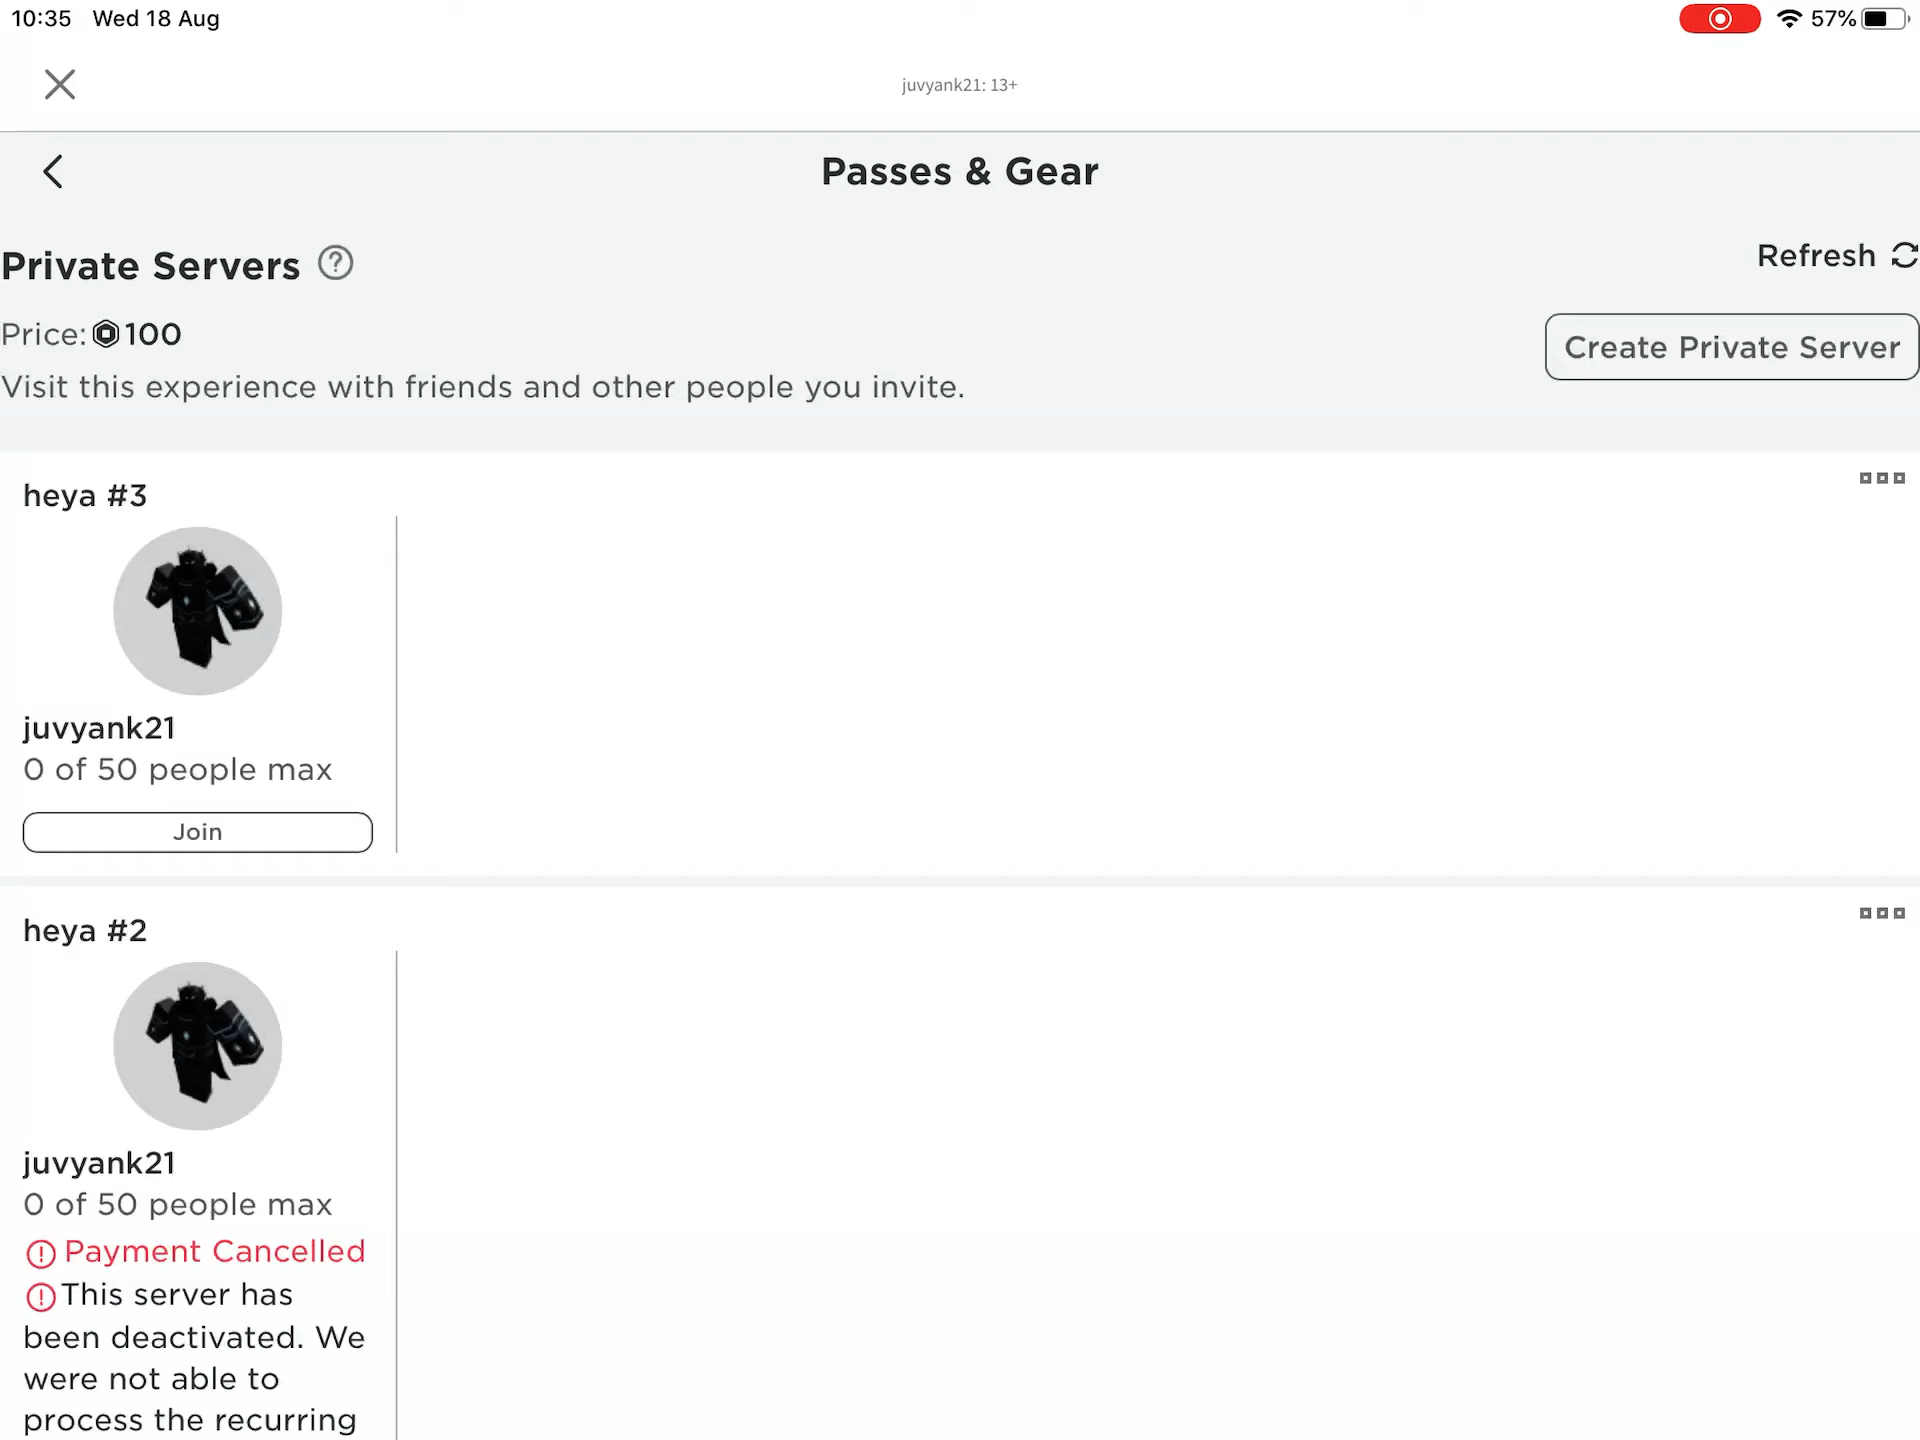 10:35 Wed 18 Aug
57%
juvyank21: 13+
Passes & Gear
Private Servers
Refresh
Price: 100
Create Private Server
Visit this experience with friends and other people you invite.
heya #3
juvyank21
0 of 50 people max
Join
heya #2
juvyank21
0 of 50 people max
Payment Cancelled
This server has
been deactivated. We
were not able to
process the recurring